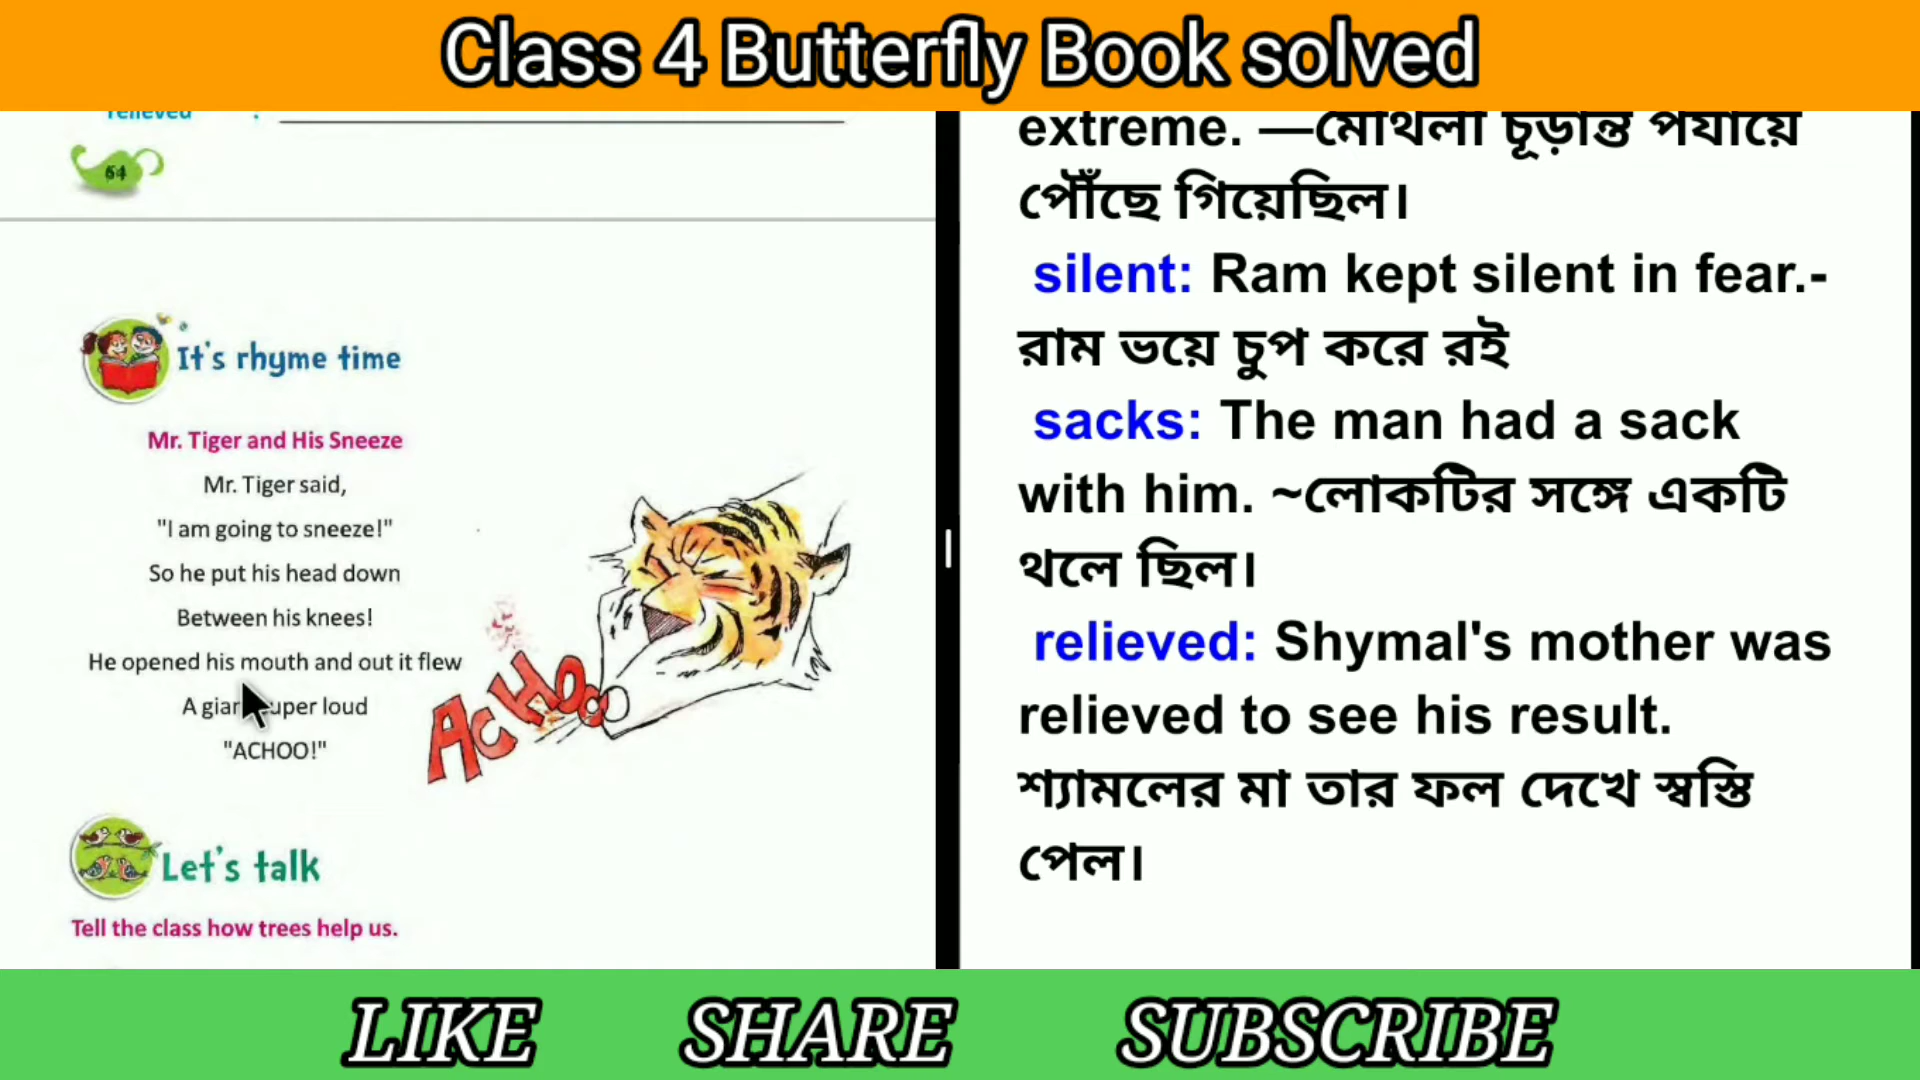 Class 4 Butterfly Book solved
relieved :
64
It's rhyme time
Mr. Tiger and His Sneeze
Mr. Tiger said,
"I am going to sneeze!"
So he put his head down
Between his knees!
He opened his mouth and out it flew
A giant super loud
"ACHOO!"
ACHOO
Let's talk
Tell the class how trees help us.
extreme. —মৈথিলী চূড়ান্ত পর্যায়ে
পৌঁছে গিয়েছিল।
silent: Ram kept silent in fear.-
রাম ভয়ে চুপ করে রই
sacks: The man had a sack
with him. ~লোকটির সঙ্গে একটি
থলে ছিল।
relieved: Shymal's mother was
relieved to see his result.
শ্যামলের মা তার ফল দেখে স্বস্তি
পেল।
LIKE SHARE SUBSCRIBE